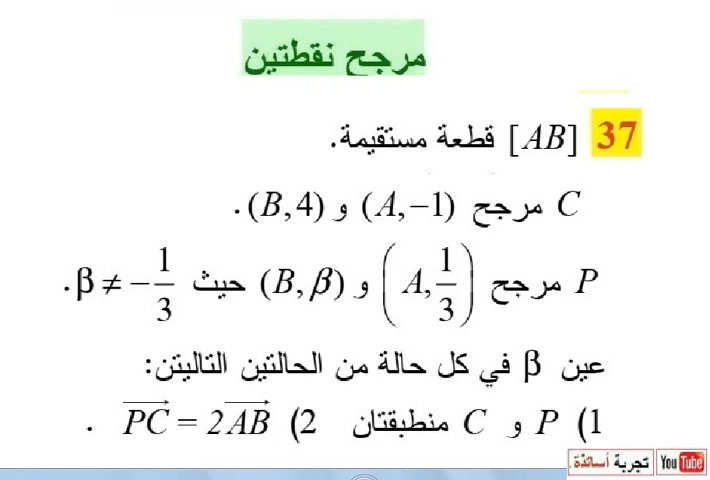 مرجح نقطتين
37 [AB] قطعة مستقيمة.
C مرجح (A,−1) و (B,4).
P مرجح (A, 1/3) و (B, β) حيث β ≠ −1/3.
عين β في كل حالة من الحالتين التاليتن:
1) P و C منطبقتان 2) PC⃗ = 2AB⃗ .
تجربة أساتذة. YouTube